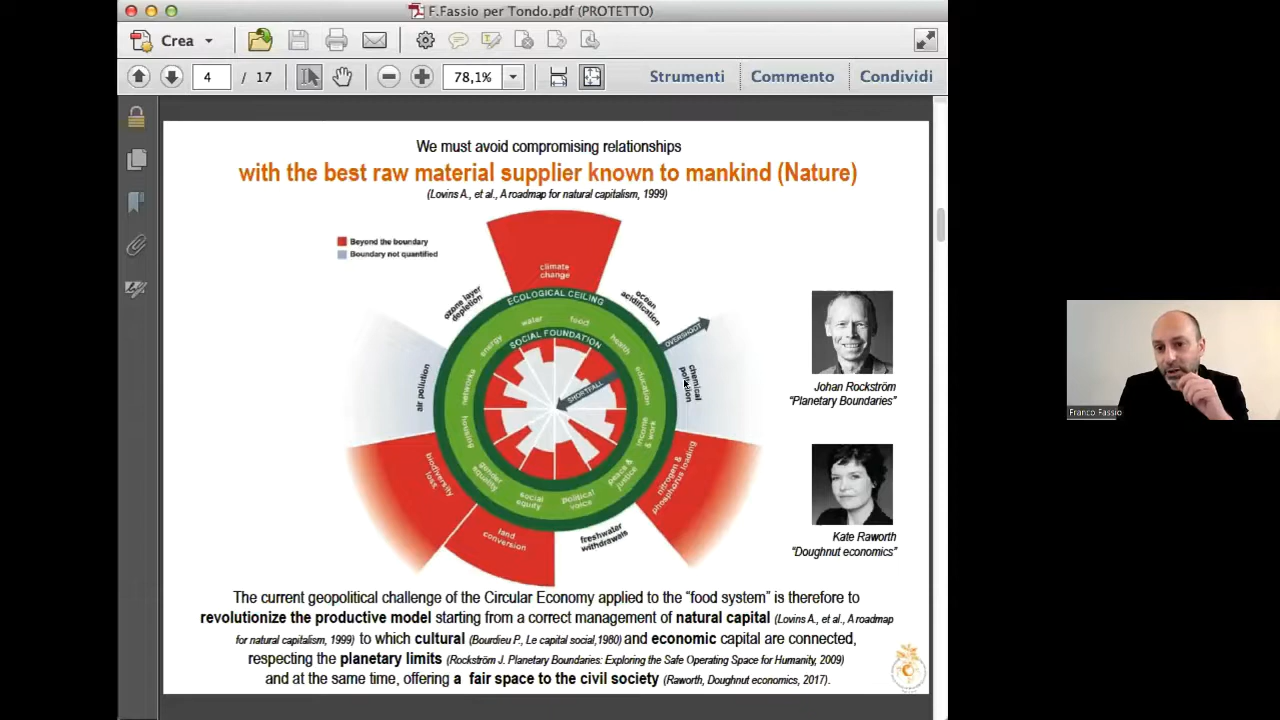 F.Fassio per Tondo.pdf (PROTETTO)
Crea
4 / 17
78,1%
Strumenti
Commento
Condividi
We must avoid compromising relationships
with the best raw material supplier known to mankind (Nature)
(Lovins A., et al., A roadmap for natural capitalism, 1999)
Beyond the boundary
Boundary not quantified
climate
change
ozone layer
depletion
ocean
acidification
ECOLOGICAL CEILING
OVERSHOOT
water
food
energy
health
SOCIAL FOUNDATION
SHORTFALL
air pollution
chemical
pollution
networks
education
housing
income
& work
gender
equality
peace &
justice
social
equity
political
voice
biodiversity
loss
nitrogen &
phosphorus loading
land
conversion
freshwater
withdrawals
Johan Rockström
“Planetary Boundaries”
Kate Raworth
“Doughnut economics”
The current geopolitical challenge of the Circular Economy applied to the “food system” is therefore to
revolutionize the productive model starting from a correct management of natural capital (Lovins A., et al., A roadmap
for natural capitalism, 1999) to which cultural (Bourdieu P., Le capital social,1980) and economic capital are connected,
respecting the planetary limits (Rockström J. Planetary Boundaries: Exploring the Safe Operating Space for Humanity, 2009)
and at the same time, offering a fair space to the civil society (Raworth, Doughnut economics, 2017).
Franco Fassio